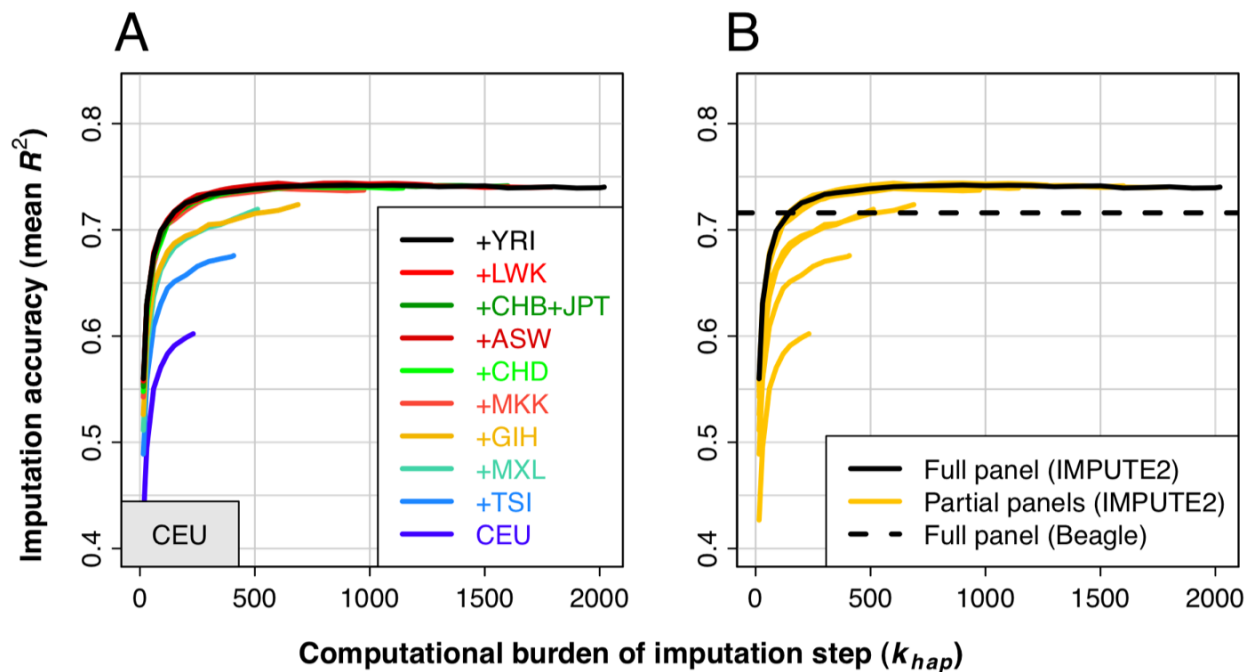 A
B
Imputation accuracy (mean R²)
0.8
0.7
0.6
0.5
0.4
+YRI
+LWK
+CHB+JPT
+ASW
+CHD
+MKK
+GIH
+MXL
+TSI
CEU
CEU
0 500 1000 1500 2000
0.8
0.7
0.6
0.5
0.4
Full panel (IMPUTE2)
Partial panels (IMPUTE2)
Full panel (Beagle)
0 500 1000 1500 2000
Computational burden of imputation step (k_hap)